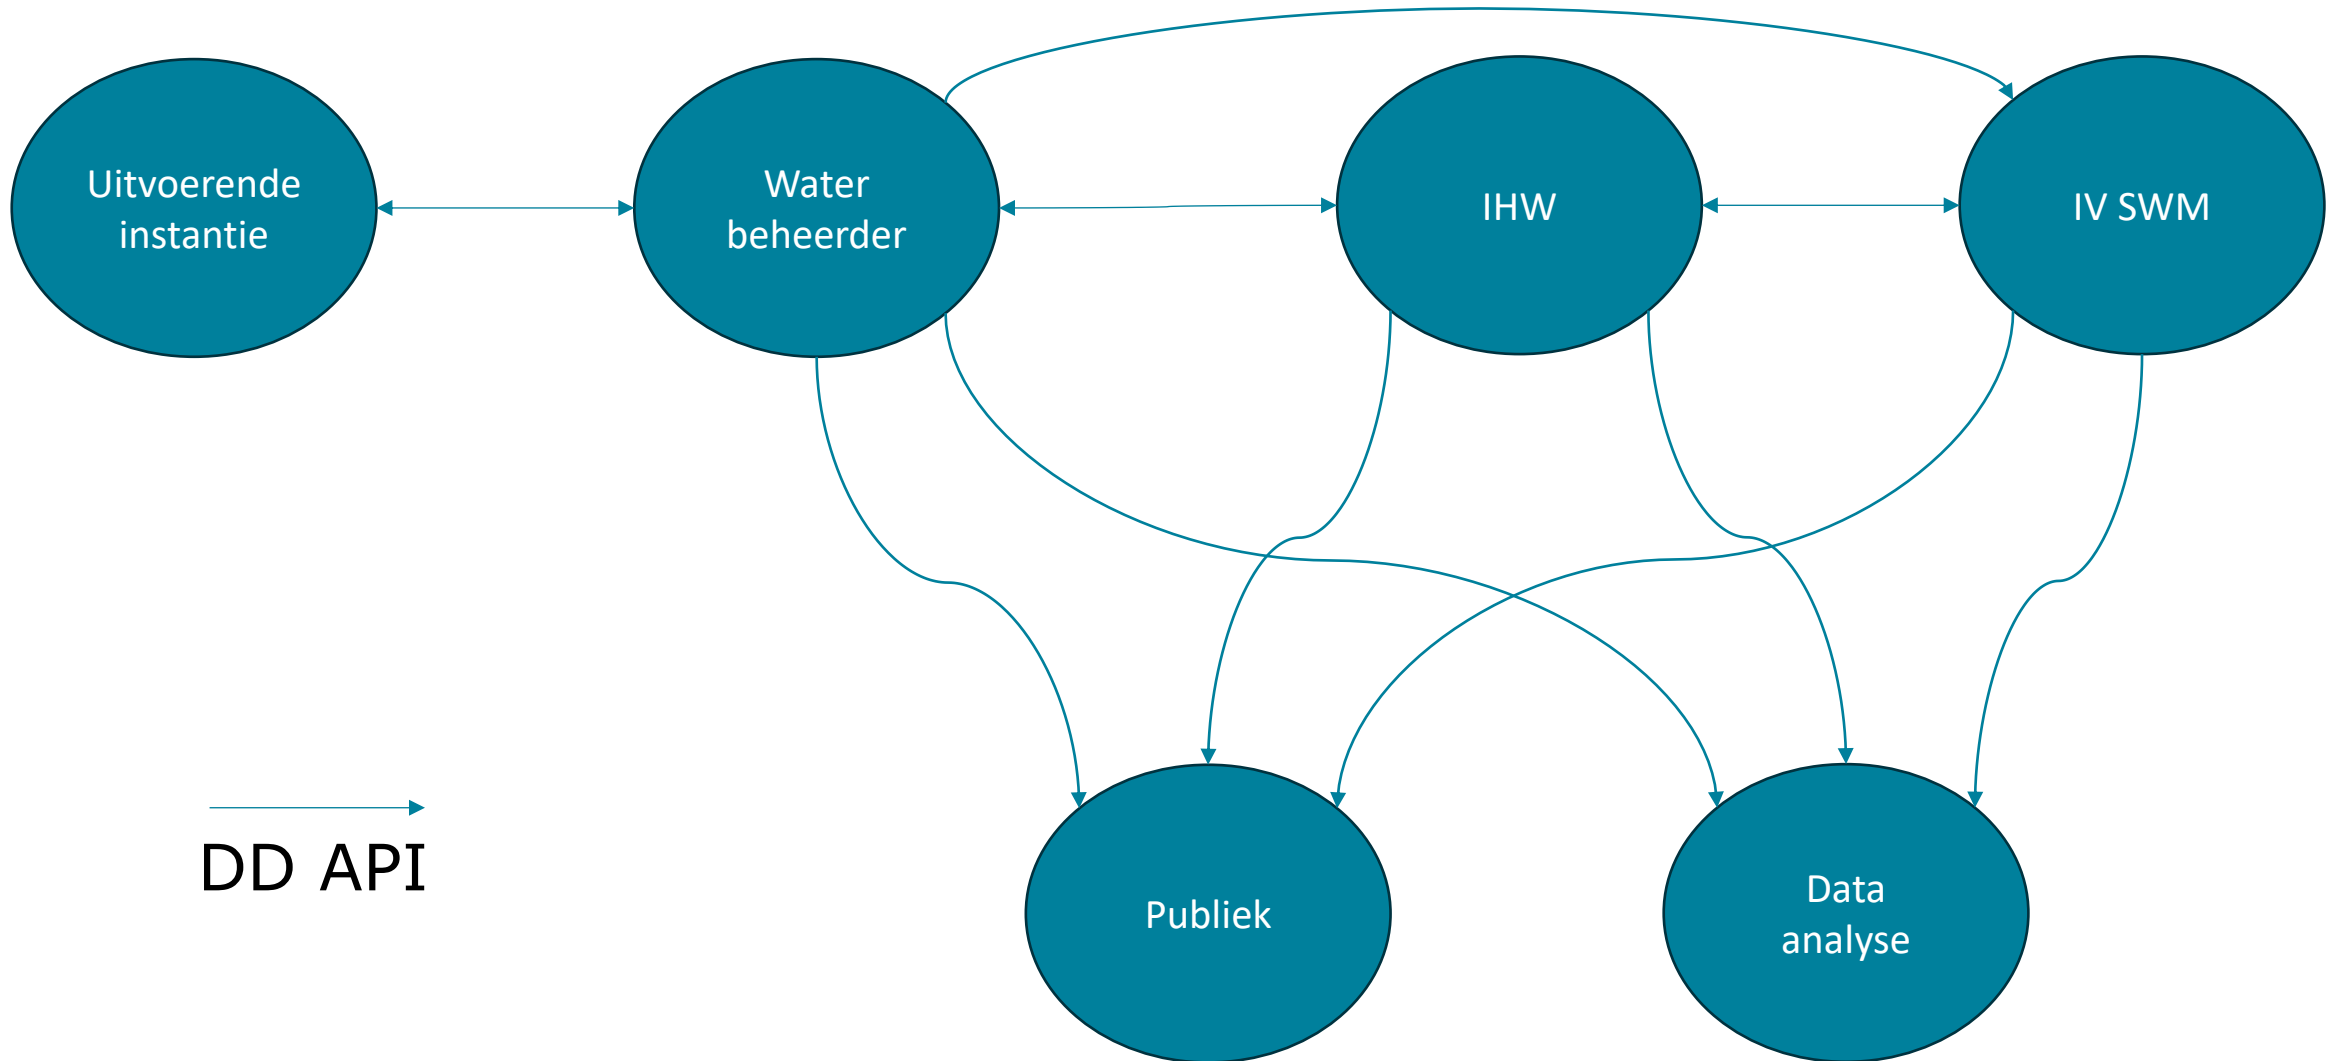 Uitvoerende
instantie
Water
beheerder
IHW
IV SWM
DD API
Publiek
Data
analyse